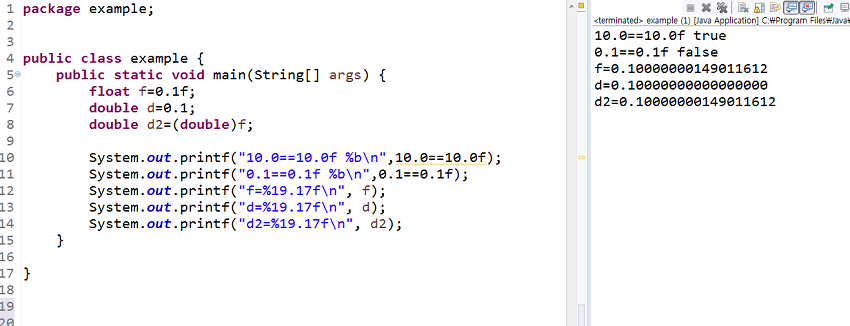 1 package example;
2
3
4 public class example {
5     public static void main(String[] args) {
6         float f=0.1f;
7         double d=0.1;
8         double d2=(double)f;
9
10         System.out.printf("10.0==10.0f %b\n",10.0==10.0f);
11         System.out.printf("0.1==0.1f %b\n",0.1==0.1f);
12         System.out.printf("f=%19.17f\n", f);
13         System.out.printf("d=%19.17f\n", d);
14         System.out.printf("d2=%19.17f\n", d2);
15     }
16
17 }
18
19
20
<terminated> example (1) [Java Application] C:₩Program Files₩Java₩
10.0==10.0f true
0.1==0.1f false
f=0.10000000149011612
d=0.10000000000000000
d2=0.10000000149011612